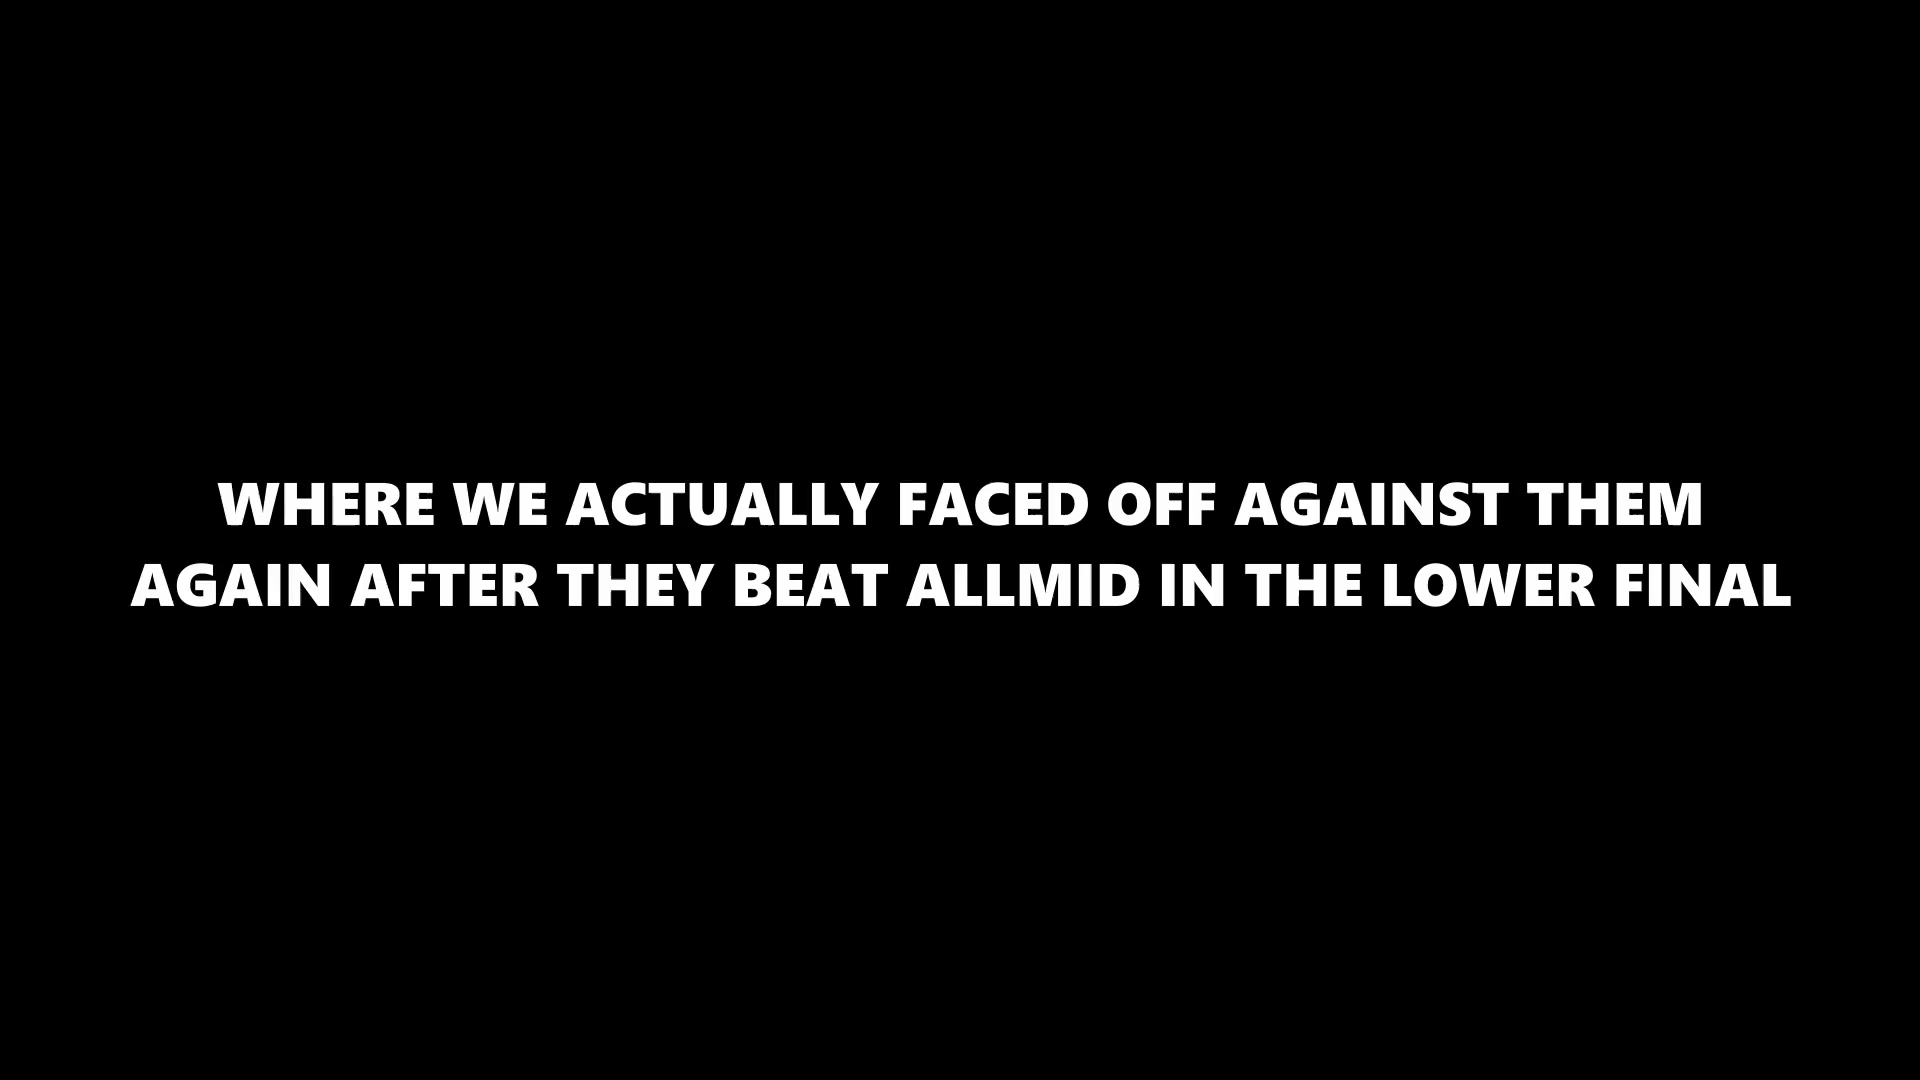 WHERE WE ACTUALLY FACED OFF AGAINST THEM
AGAIN AFTER THEY BEAT ALLMID IN THE LOWER FINAL